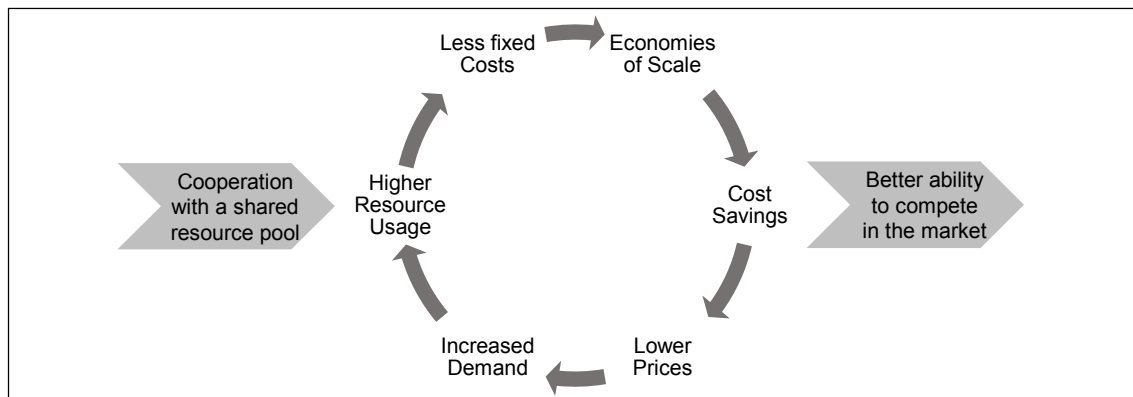 Less fixed
Costs
Economies
of Scale
Cooperation
with a shared
resource pool
Higher
Resource
Usage
Cost
Savings
Better ability
to compete
in the market
Increased
Demand
Lower
Prices